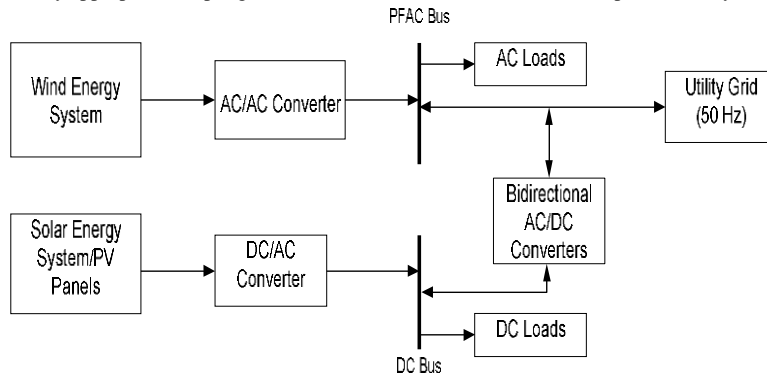 PFAC Bus
Wind Energy
System
AC/AC Converter
AC Loads
Utility Grid
(50 Hz)
Bidirectional
AC/DC
Converters
Solar Energy
System/PV
Panels
DC/AC
Converter
DC Loads
DC Bus